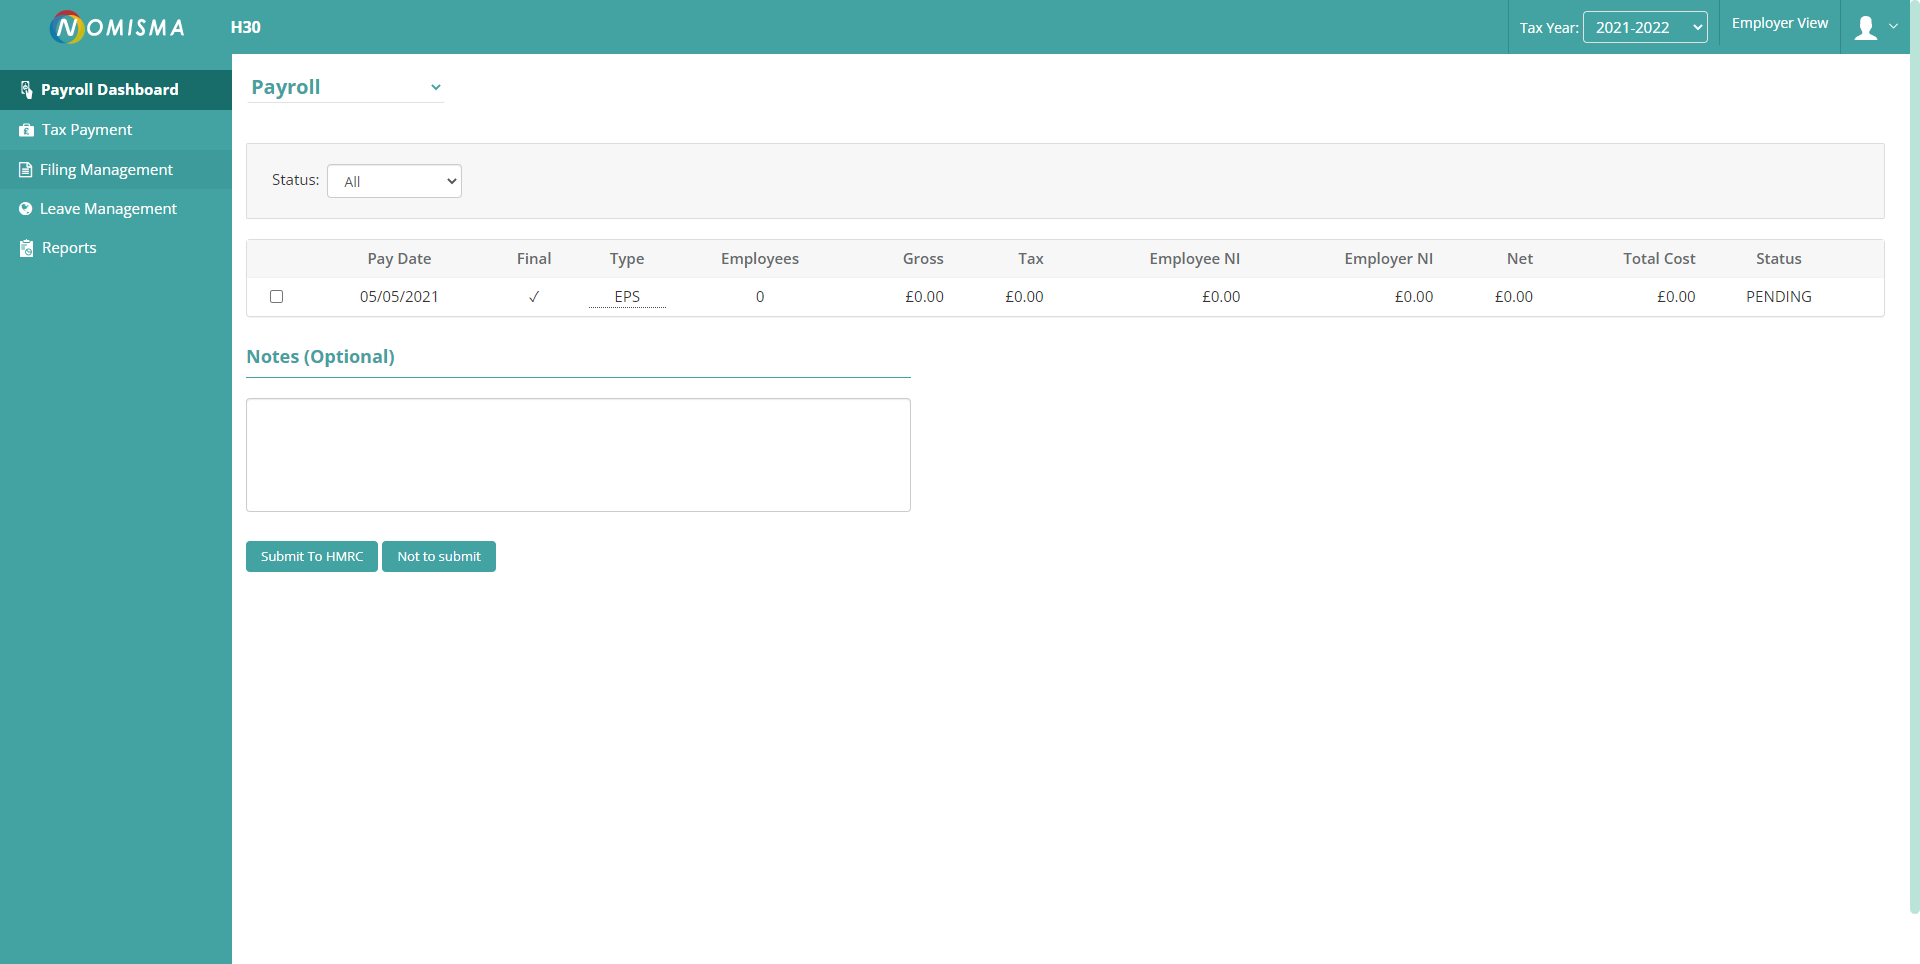 NOMISMA
H30
Tax Year: 2021-2022
Employer View
Payroll Dashboard
Tax Payment
Filing Management
Leave Management
Reports
Payroll
Status: All
Pay Date Final Type Employees Gross Tax Employee NI Employer NI Net Total Cost Status
05/05/2021 ✓ EPS 0 £0.00 £0.00 £0.00 £0.00 £0.00 £0.00 PENDING
Notes (Optional)
Submit To HMRC Not to submit